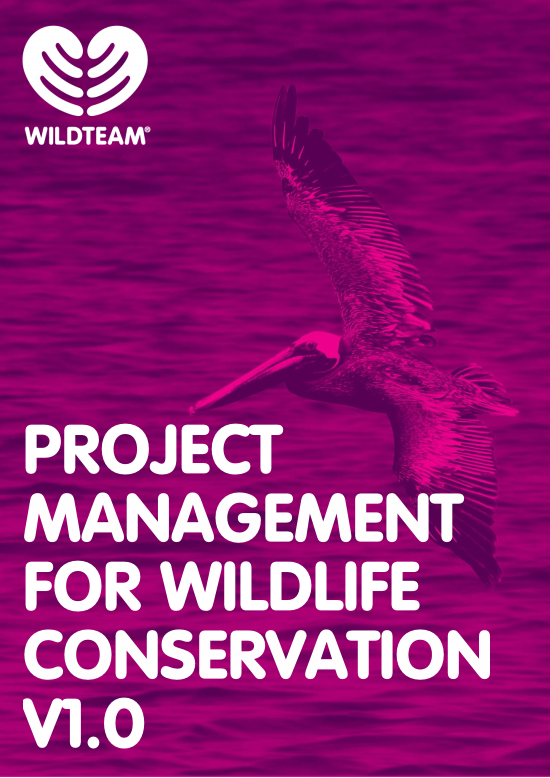 WILDTEAM®
PROJECT
MANAGEMENT
FOR WILDLIFE
CONSERVATION
V1.0